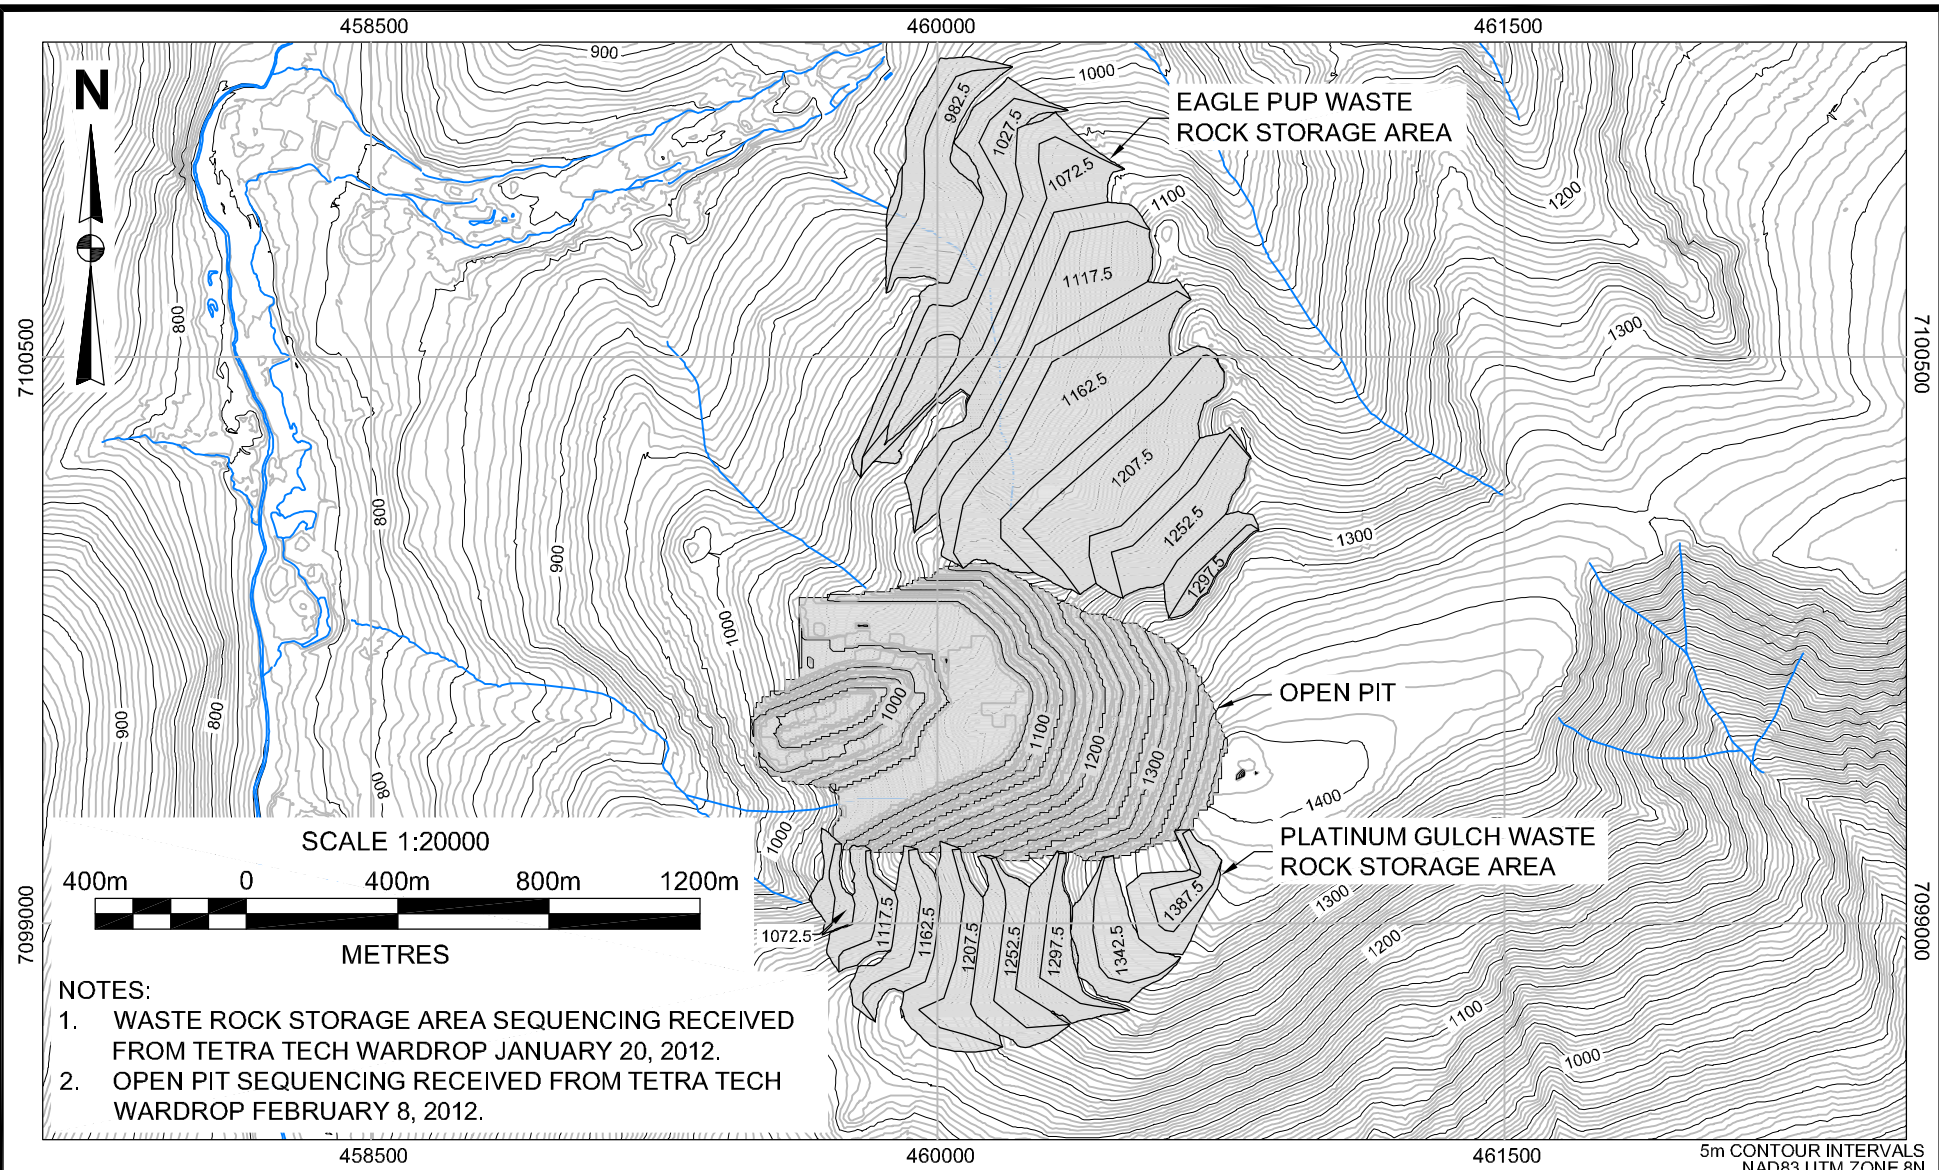 458500 460000 461500
N
900
1000
EAGLE PUP WASTE
ROCK STORAGE AREA
982.5
1027.5
1072.5
1100
1200
1117.5
800
1300
7100500
7100500
1162.5
1207.5
800
1252.5
1300
900
1297.5
1000
OPEN PIT
1000
900
800
1100
1200
1300
800
1400
SCALE 1:20000
1000
PLATINUM GULCH WASTE
ROCK STORAGE AREA
400m 0 400m 800m 1200m
METRES
1387.5
1300
7099000
7099000
1072.5
1117.5
1162.5
1207.5
1252.5
1297.5
1342.5
1200
1100
1000
NOTES:
1. WASTE ROCK STORAGE AREA SEQUENCING RECEIVED
FROM TETRA TECH WARDROP JANUARY 20, 2012.
2. OPEN PIT SEQUENCING RECEIVED FROM TETRA TECH
WARDROP FEBRUARY 8, 2012.
458500 460000 461500
5m CONTOUR INTERVALS
NAD83 UTM ZONE 8N